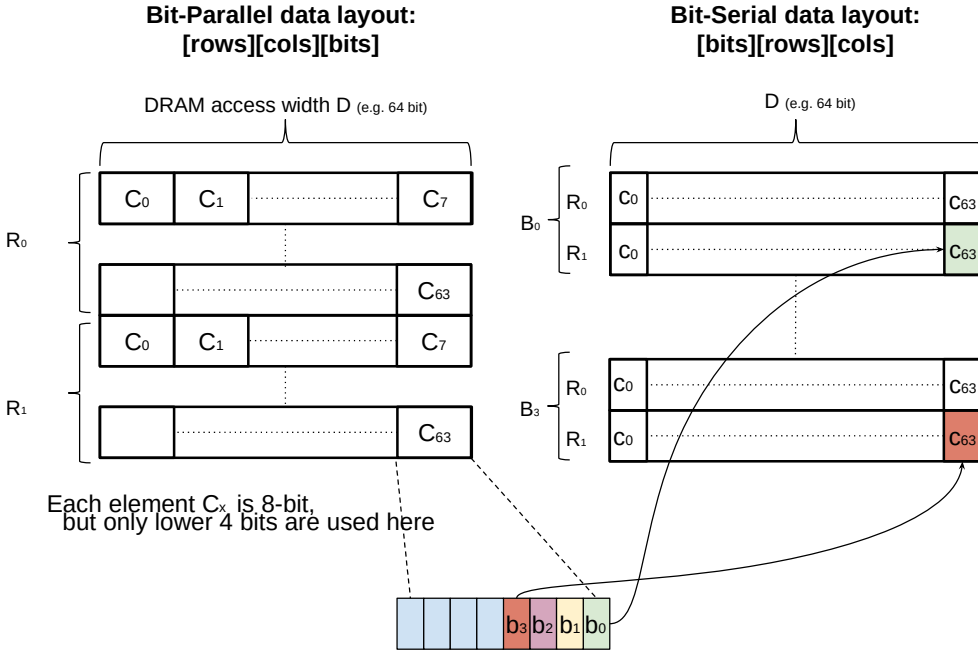 Bit-Parallel data layout:
[rows][cols][bits]
DRAM access width D (e.g. 64 bit)
R0
C0 C1 C7
C63
R1
C0 C1 C7
C63
Each element Cx is 8-bit,
but only lower 4 bits are used here
b3 b2 b1 b0
Bit-Serial data layout:
[bits][rows][cols]
D (e.g. 64 bit)
B0
R0 c0 c63
R1 c0 c63
B3
R0 c0 c63
R1 c0 c63